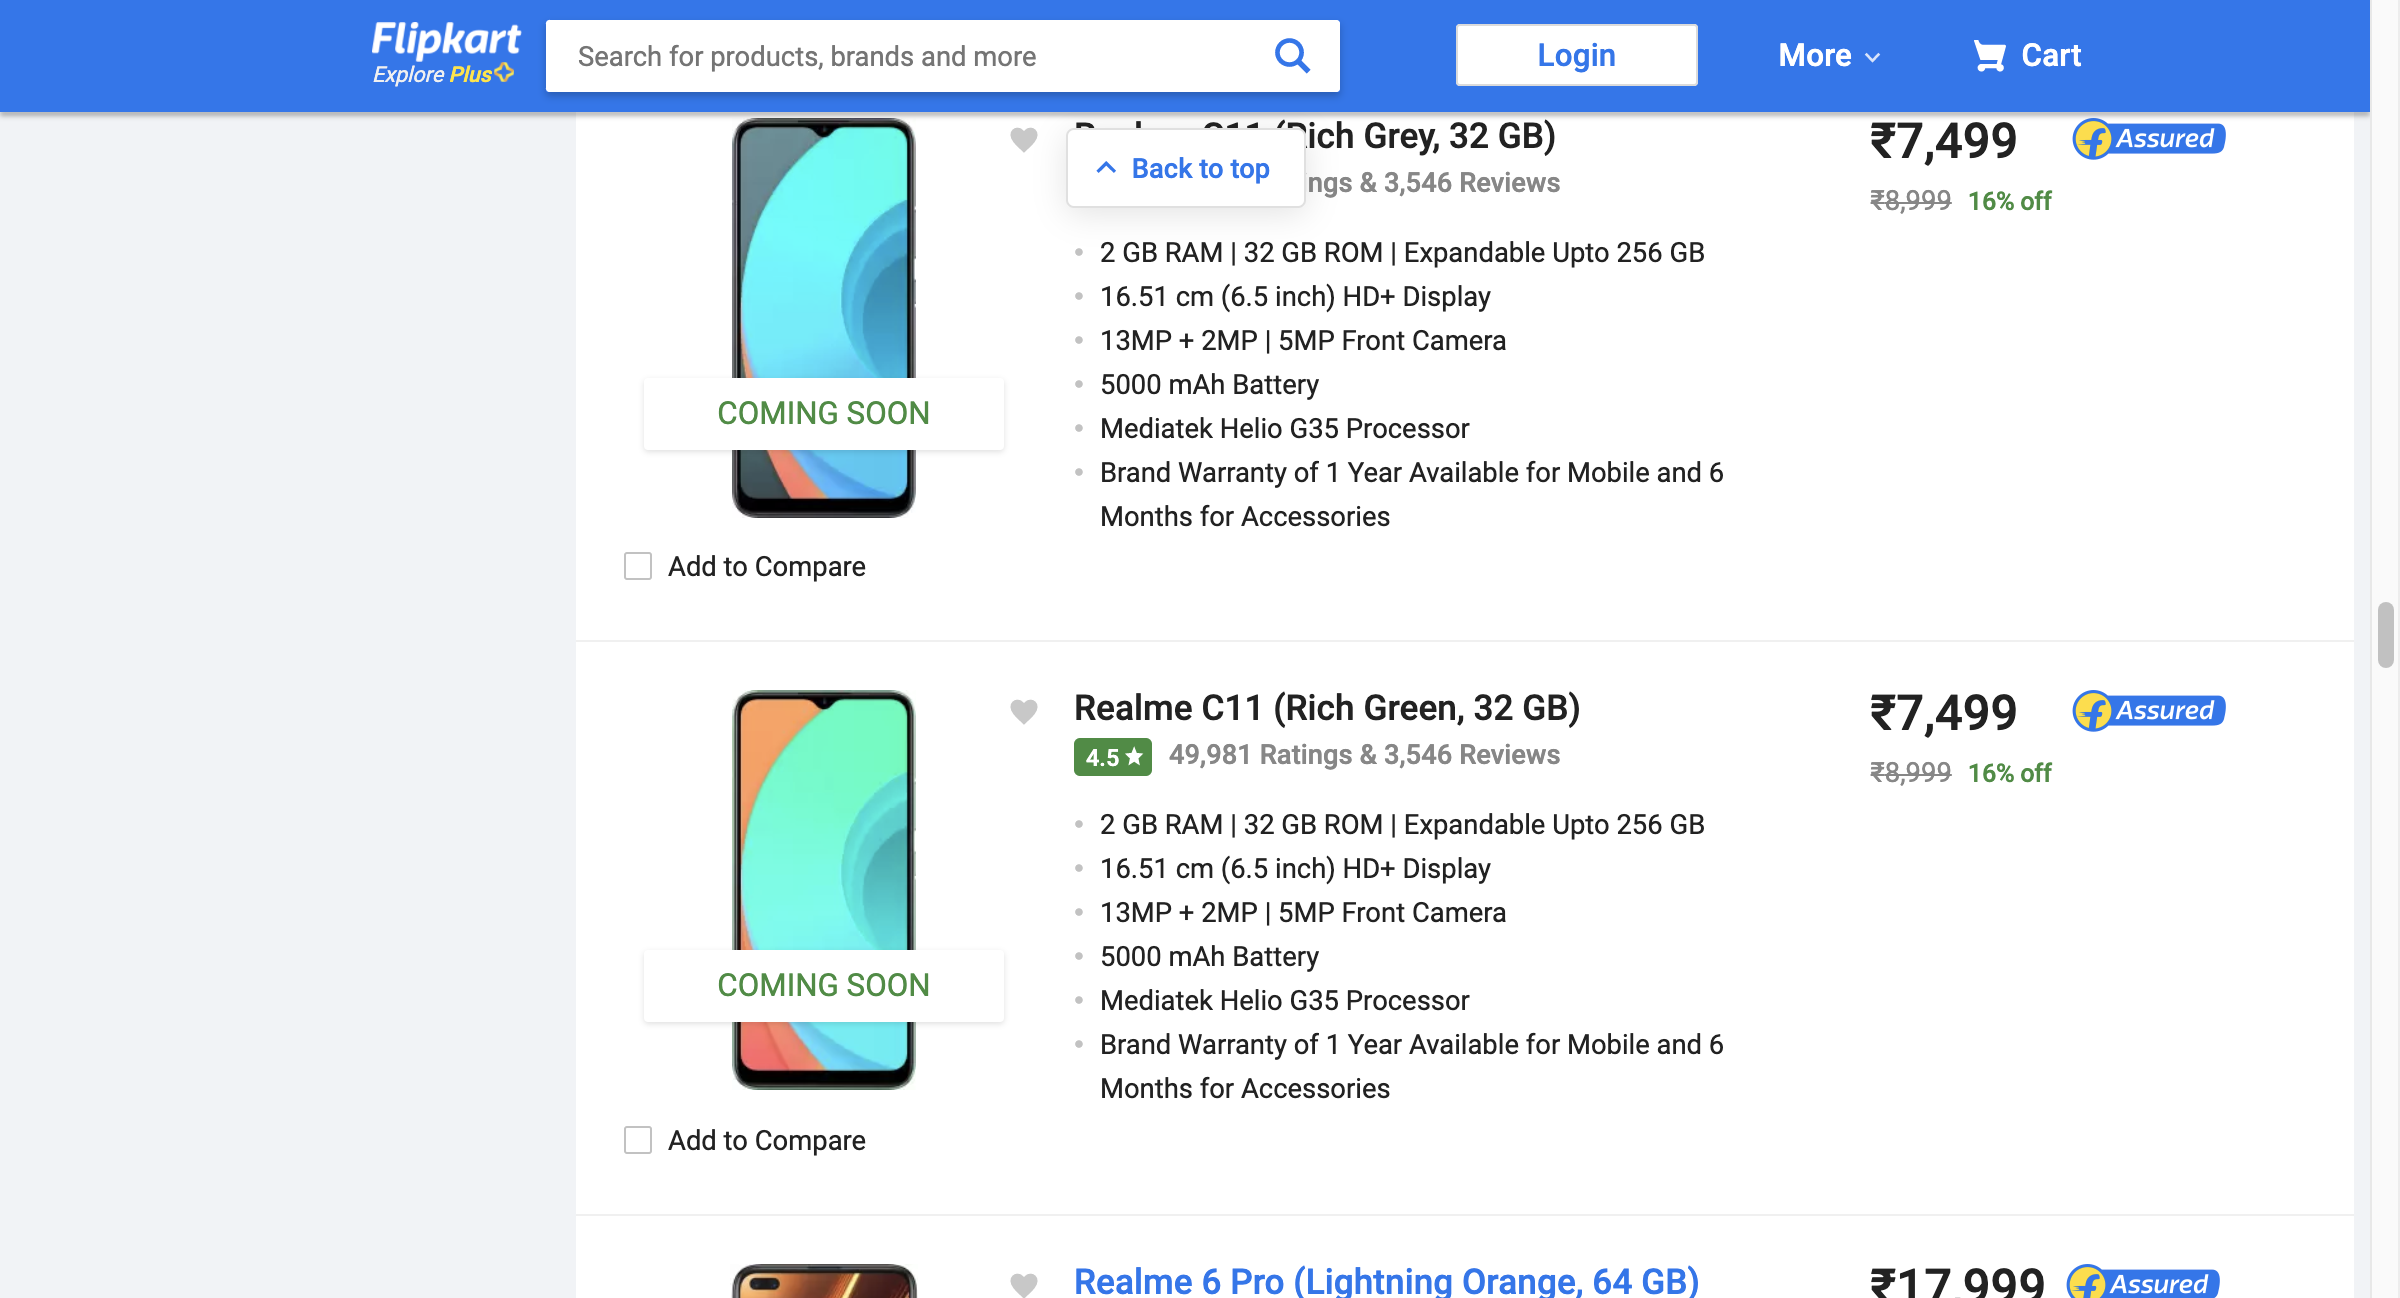 Flipkart
Explore Plus
Search for products, brands and more
Login
More
Cart
ich Grey, 32 GB)
Back to top
ngs & 3,546 Reviews
₹7,499
Assured
₹8,999 16% off
2 GB RAM | 32 GB ROM | Expandable Upto 256 GB
16.51 cm (6.5 inch) HD+ Display
13MP + 2MP | 5MP Front Camera
5000 mAh Battery
Mediatek Helio G35 Processor
Brand Warranty of 1 Year Available for Mobile and 6
Months for Accessories
COMING SOON
Add to Compare
Realme C11 (Rich Green, 32 GB)
4.5★ 49,981 Ratings & 3,546 Reviews
₹7,499
Assured
₹8,999 16% off
2 GB RAM | 32 GB ROM | Expandable Upto 256 GB
16.51 cm (6.5 inch) HD+ Display
13MP + 2MP | 5MP Front Camera
5000 mAh Battery
Mediatek Helio G35 Processor
Brand Warranty of 1 Year Available for Mobile and 6
Months for Accessories
COMING SOON
Add to Compare
Realme 6 Pro (Lightning Orange, 64 GB)
₹17,999
Assured